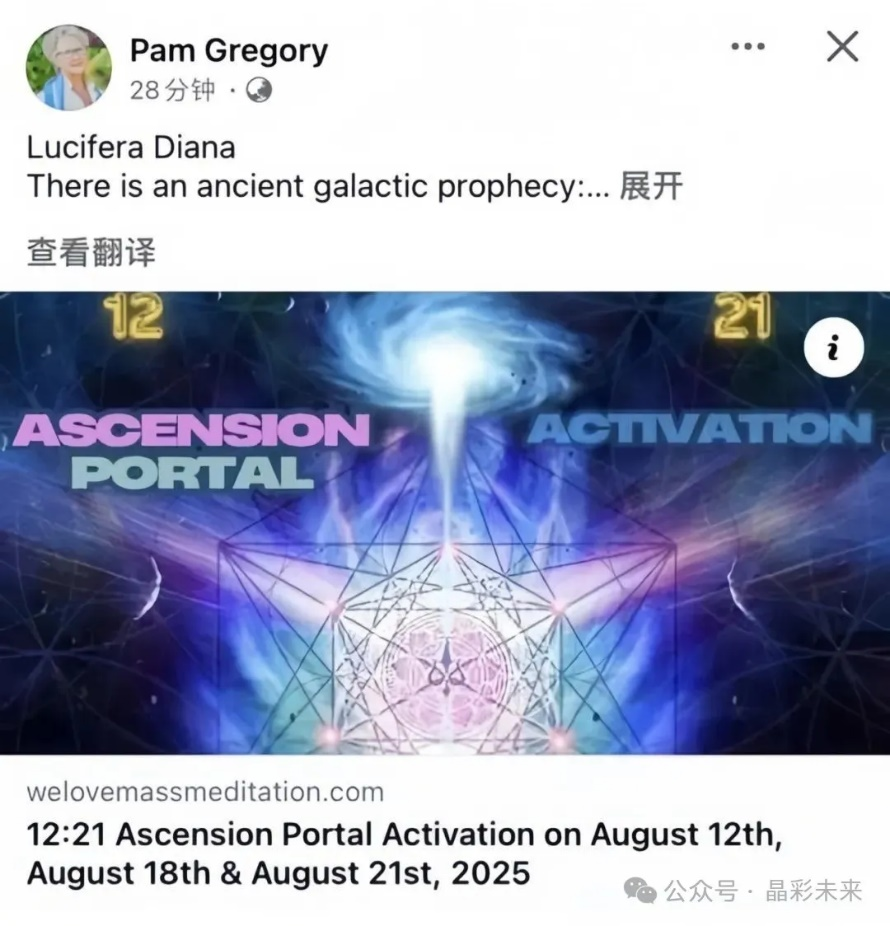 Pam Gregory
28分钟 ·
Lucifera Diana
There is an ancient galactic prophecy:... 展开
查看翻译
12
21
ASCENSION
PORTAL
ACTIVATION
welovemassmeditation.com
12:21 Ascension Portal Activation on August 12th,
August 18th & August 21st, 2025
公众号 · 晶彩未来